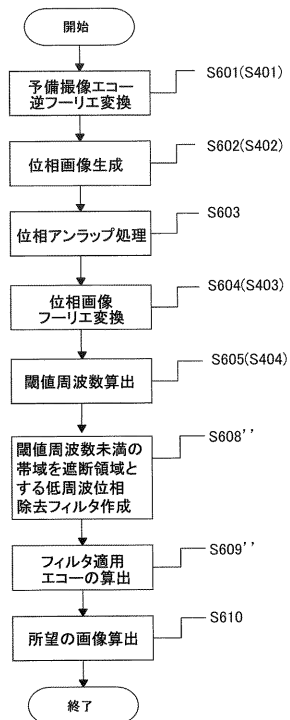 開始
予備撮像エコー
逆フーリエ変換
S601(S401)
位相画像生成
S602(S402)
位相アンラップ処理
S603
位相画像
フーリエ変換
S604(S403)
閾値周波数算出
S605(S404)
閾値周波数未満の
帯域を遮断領域と
する低周波位相
除去フィルタ作成
S608''
フィルタ適用
エコーの算出
S609''
所望の画像算出
S610
終了